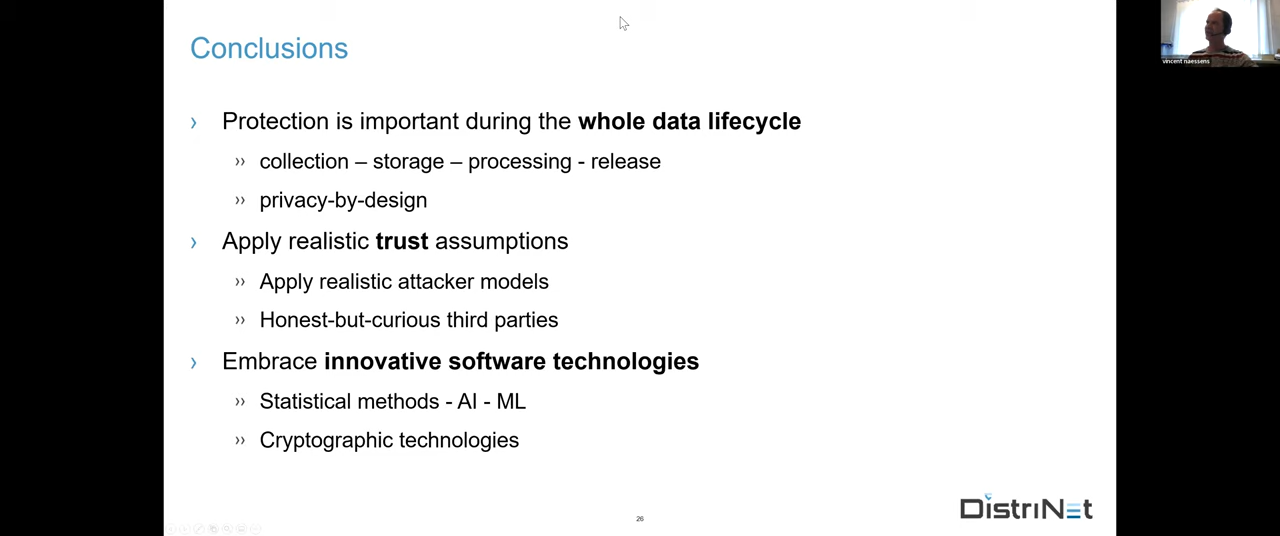 Conclusions
vincent naessens
› Protection is important during the whole data lifecycle
›› collection – storage – processing - release
›› privacy-by-design
› Apply realistic trust assumptions
›› Apply realistic attacker models
›› Honest-but-curious third parties
› Embrace innovative software technologies
›› Statistical methods - AI - ML
›› Cryptographic technologies
DistriNet
26